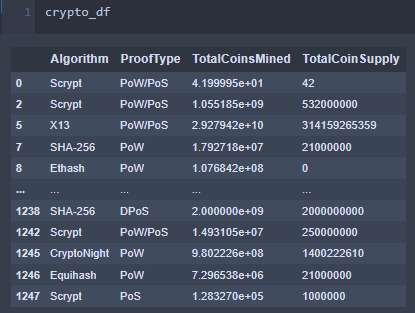 1 crypto_df
Algorithm ProofType TotalCoinsMined TotalCoinSupply
0 Scrypt PoW/PoS 4.199995e+01 42
2 Scrypt PoW/PoS 1.055185e+09 532000000
5 X13 PoW/PoS 2.927942e+10 314159265359
7 SHA-256 PoW 1.792718e+07 21000000
8 Ethash PoW 1.076842e+08 0
... ... ... ... ...
1238 SHA-256 DPoS 2.000000e+09 2000000000
1242 Scrypt PoW/PoS 1.493105e+07 250000000
1245 CryptoNight PoW 9.802226e+08 1400222610
1246 Equihash PoW 7.296538e+06 21000000
1247 Scrypt PoS 1.283270e+05 1000000